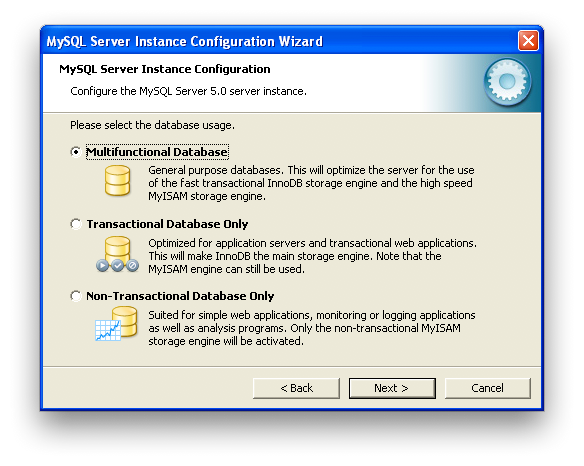 MySQL Server Instance Configuration Wizard
MySQL Server Instance Configuration
Configure the MySQL Server 5.0 server instance.
Please select the database usage.
Multifunctional Database
General purpose databases. This will optimize the server for the use
of the fast transactional InnoDB storage engine and the high speed
MyISAM storage engine.
Transactional Database Only
Optimized for application servers and transactional web applications.
This will make InnoDB the main storage engine. Note that the
MyISAM engine can still be used.
Non-Transactional Database Only
Suited for simple web applications, monitoring or logging applications
as well as analysis programs. Only the non-transactional MyISAM
storage engine will be activated.
< Back
Next >
Cancel